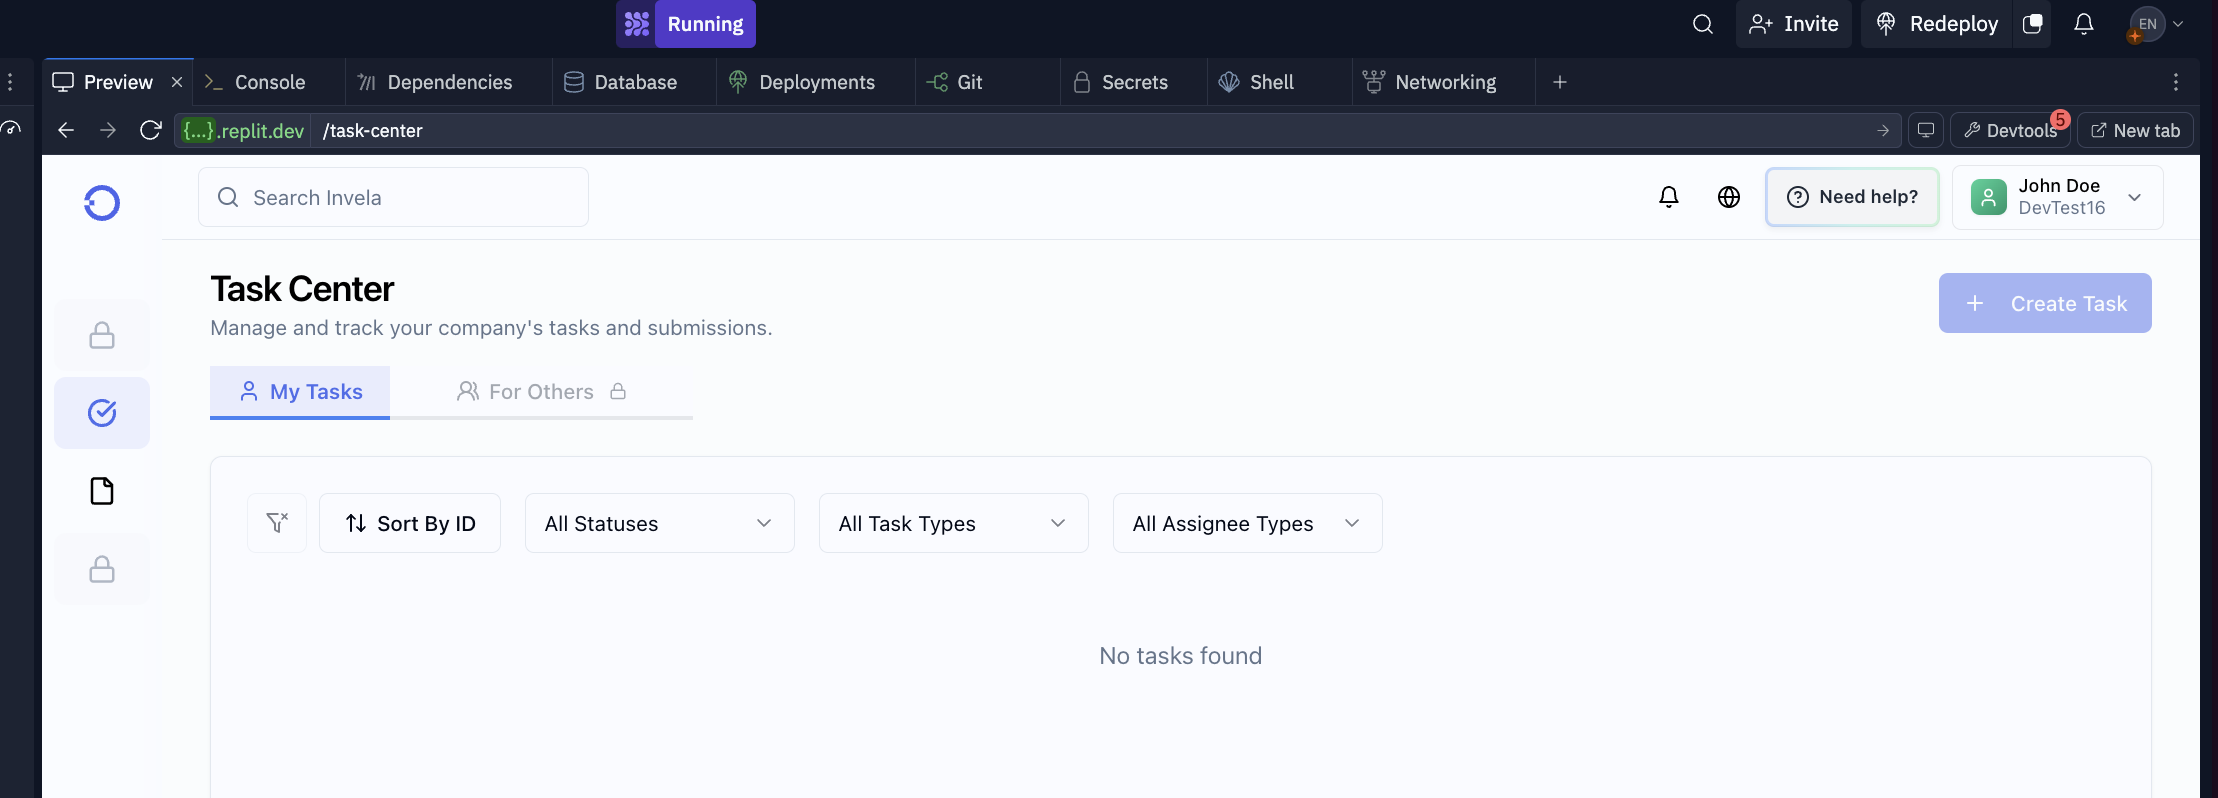 Running
Invite
Redeploy
EN
Preview
Console
Dependencies
Database
Deployments
Git
Secrets
Shell
Networking
{...}.replit.dev
/task-center
Devtools
5
New tab
Search Invela
Need help?
John Doe
DevTest16
Task Center
Manage and track your company's tasks and submissions.
Create Task
My Tasks
For Others
Sort By ID
All Statuses
All Task Types
All Assignee Types
No tasks found